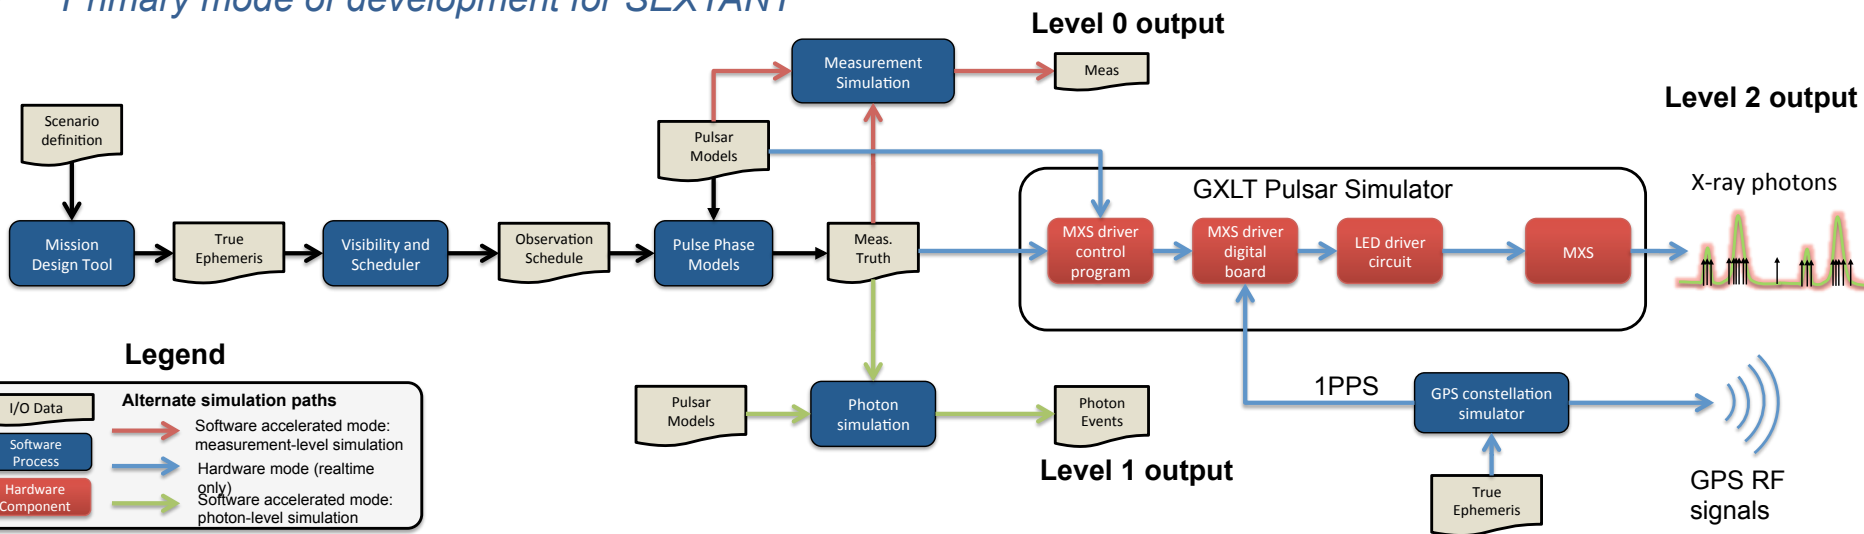 Primary mode of development for SEXTANT
Level 0 output
Measurement
Simulation
Meas
Level 2 output
Scenario
definition
Pulsar
Models
X-ray photons
GXLT Pulsar Simulator
Mission
Design Tool
True
Ephemeris
Visibility and
Scheduler
Observation
Schedule
Pulse Phase
Models
Meas.
Truth
MXS driver
control
program
MXS driver
digital
board
LED driver
circuit
MXS
Legend
I/O Data
Software
Process
Hardware
Component
Alternate simulation paths
Software accelerated mode:
measurement-level simulation
Hardware mode (realtime
only)
Software accelerated mode:
photon-level simulation
Pulsar
Models
Photon
simulation
Photon
Events
Level 1 output
1PPS
GPS constellation
simulator
True
Ephemeris
GPS RF
signals